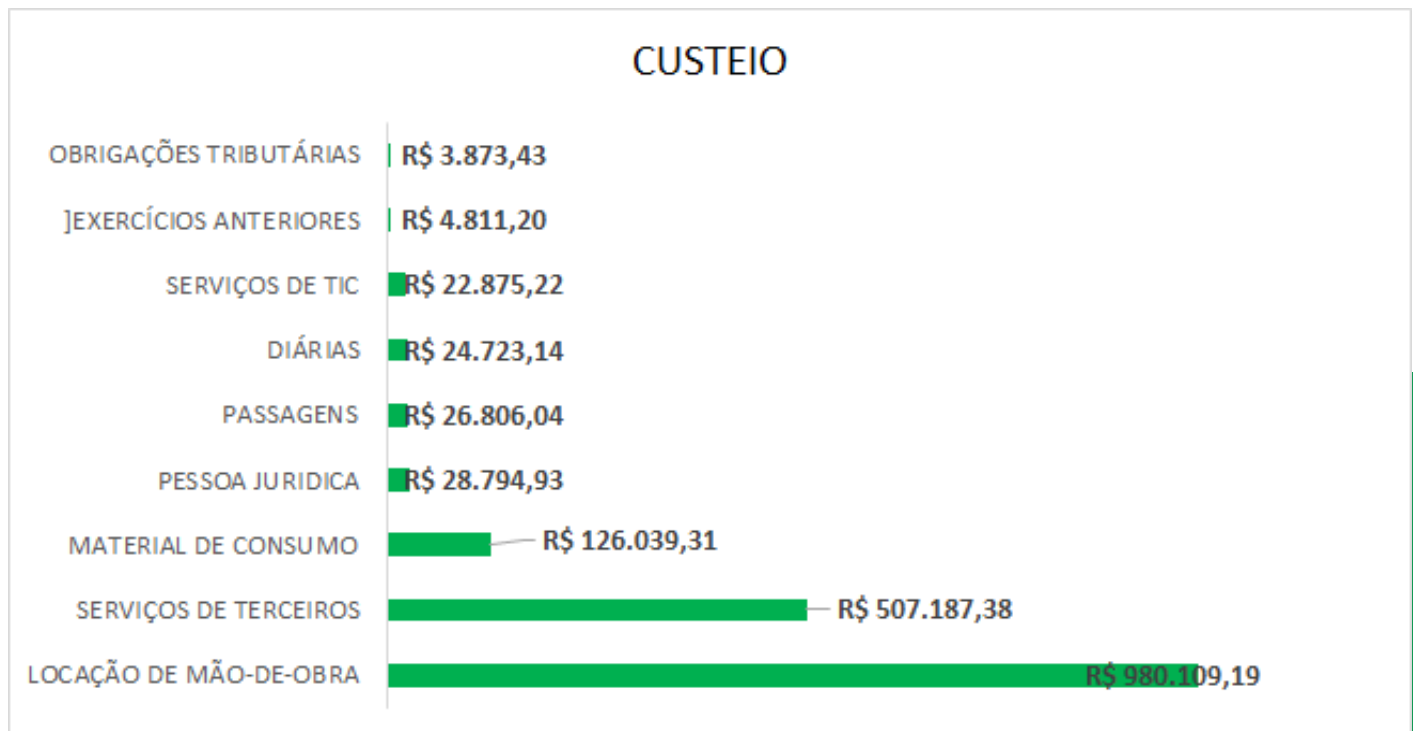 CUSTEIO
OBRIGAÇÕES TRIBUTÁRIAS R$ 3.873,43
]EXERCÍCIOS ANTERIORES R$ 4.811,20
SERVIÇOS DE TIC R$ 22.875,22
DIÁRIAS R$ 24.723,14
PASSAGENS R$ 26.806,04
PESSOA JURIDICA R$ 28.794,93
MATERIAL DE CONSUMO R$ 126.039,31
SERVIÇOS DE TERCEIROS R$ 507.187,38
LOCAÇÃO DE MÃO-DE-OBRA R$ 980.109,19